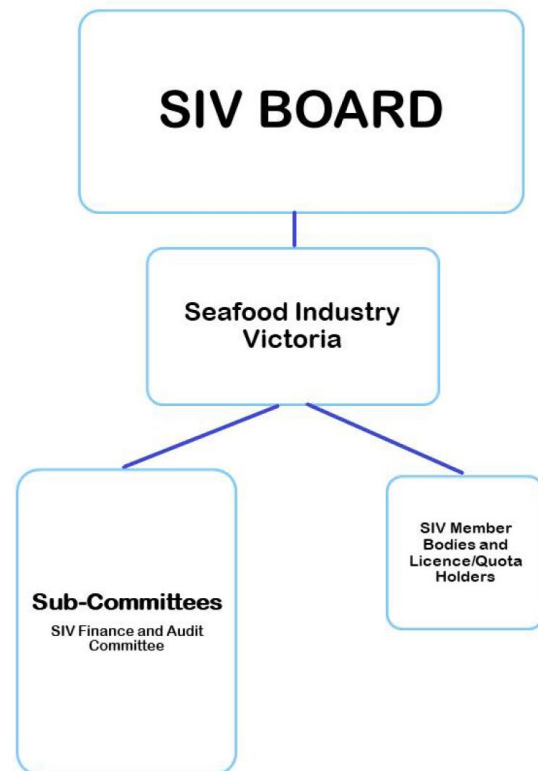 SIV BOARD
Seafood Industry
Victoria
Sub-Committees
SIV Finance and Audit
Committee
SIV Member
Bodies and
Licence/Quota
Holders